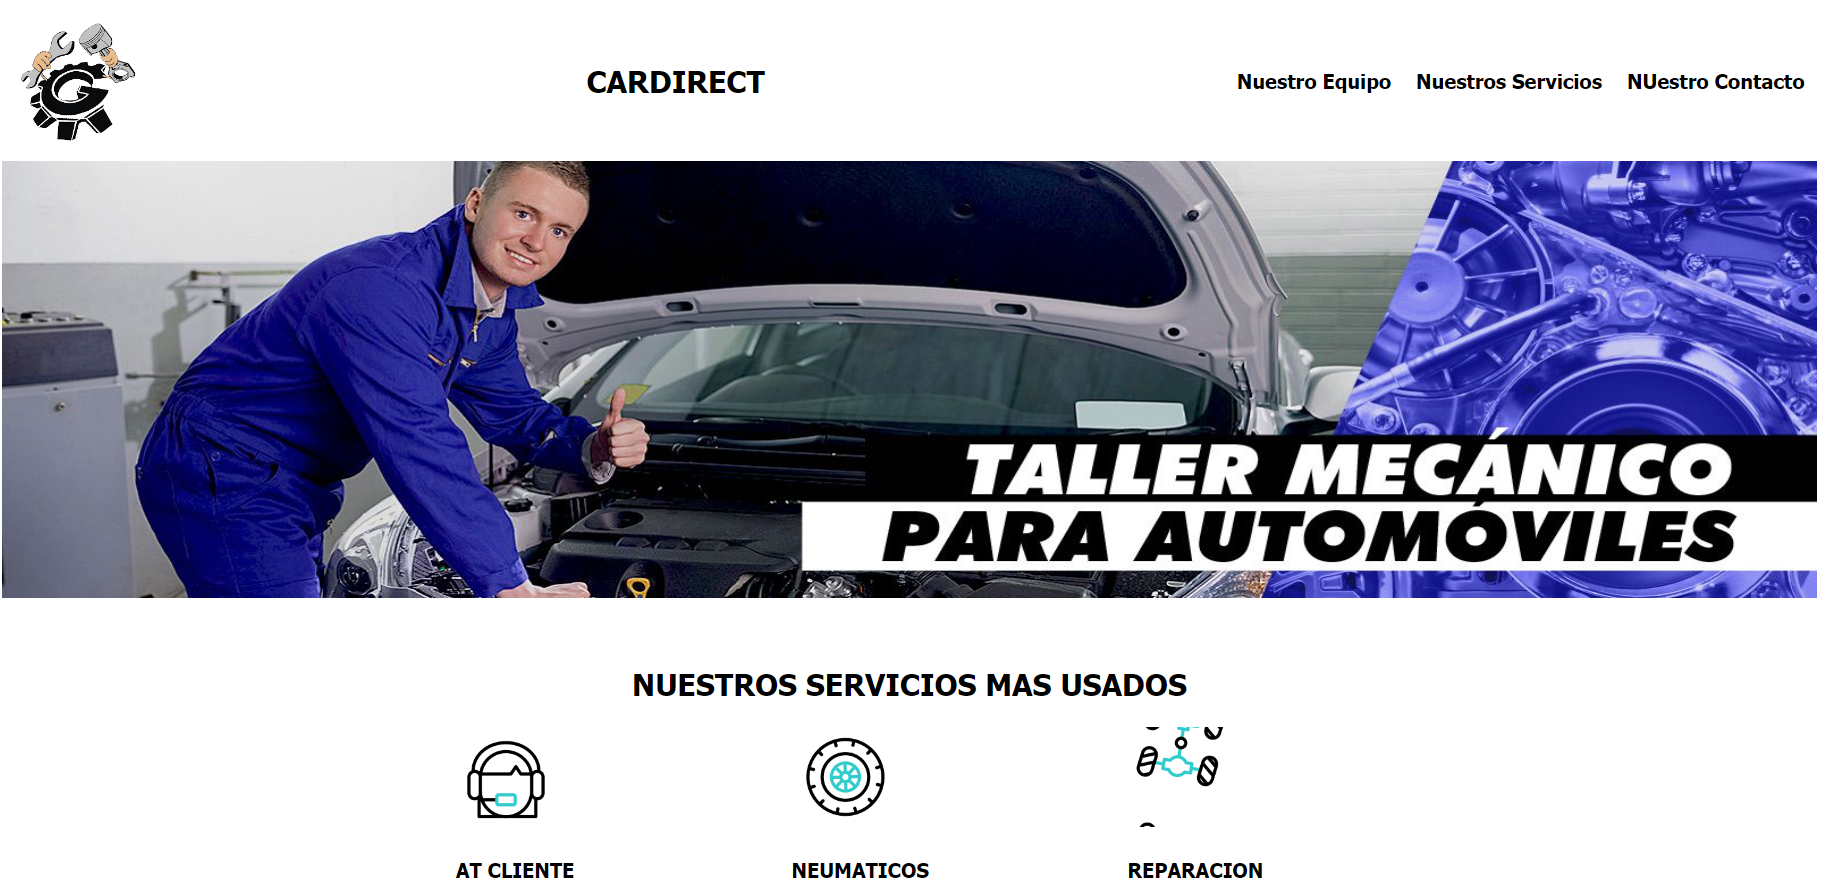 G
CARDIRECT
Nuestro Equipo Nuestros Servicios NUestro Contacto
TALLER MECÁNICO
PARA AUTOMÓVILES
NUESTROS SERVICIOS MAS USADOS
AT CLIENTE NEUMATICOS REPARACION